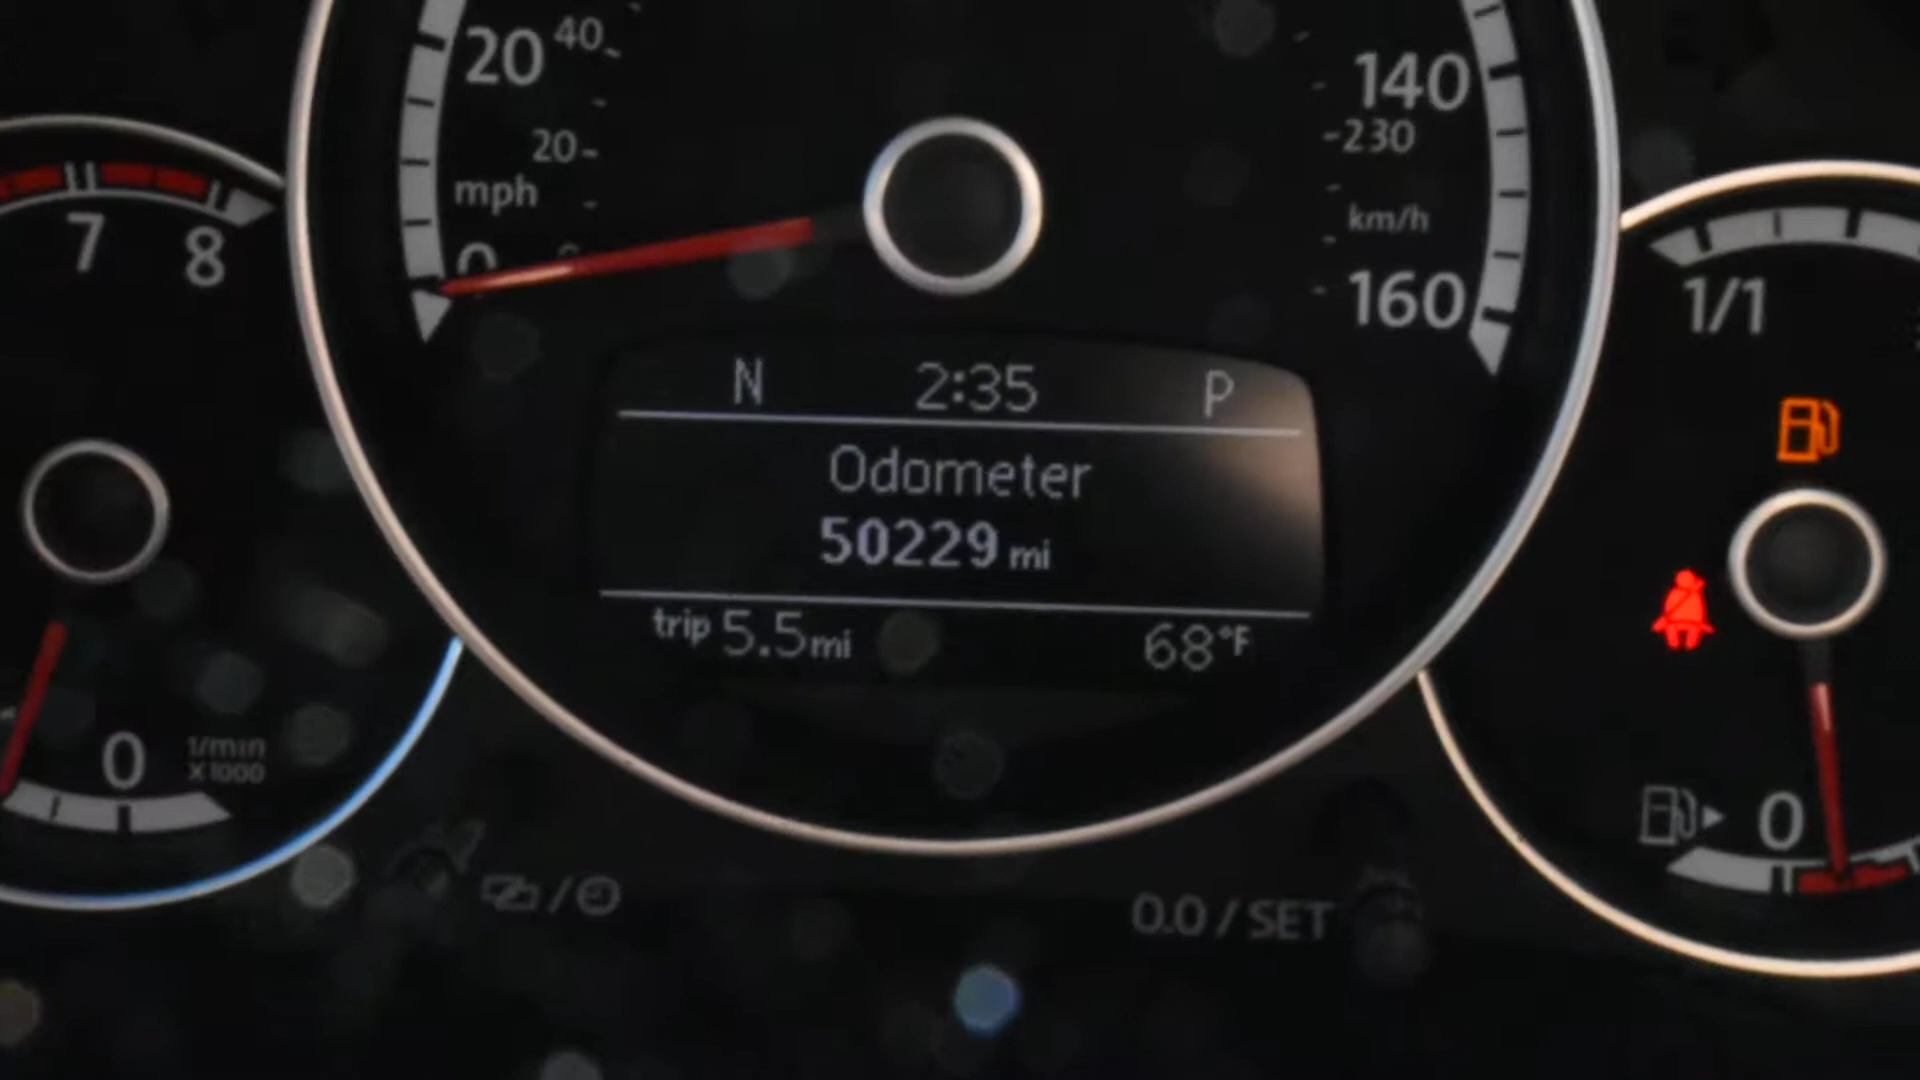 20 40
140
20
230
mph
km/h
0
160
7
8
1/1
N 2:35 P
Odometer
50229 mi
trip 5.5mi 68°F
0 1/min
X1000
0
/
0.0 / SET